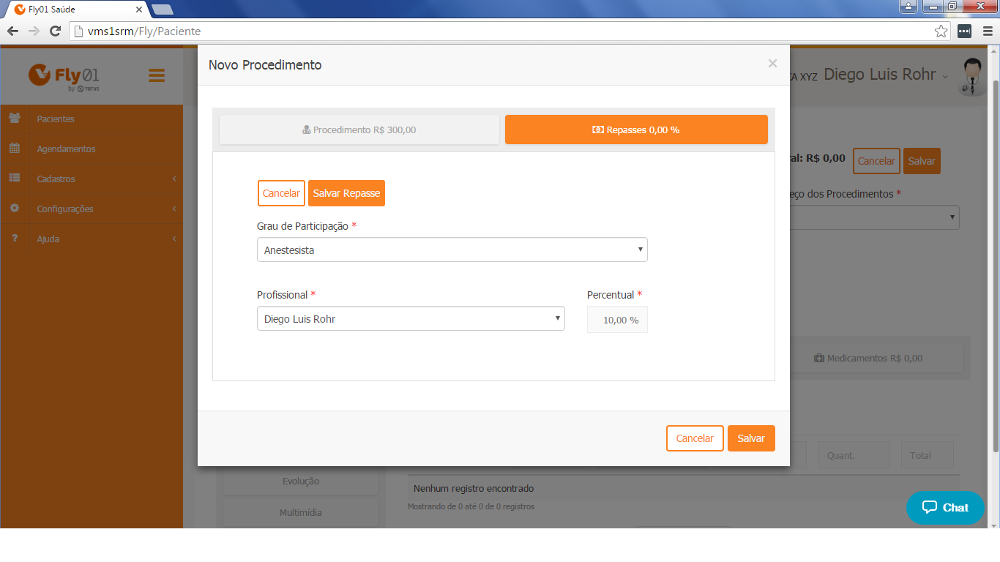 Fly01 Saúde
vms1srm/Fly/Paciente
Fly01
by TOTVS
Novo Procedimento
×
CA XYZ Diego Luis Rohr
Pacientes
Agendamentos
Cadastros
Configurações
Ajuda
Procedimento R$ 300,00
Repasses 0,00 %
al: R$ 0,00
Cancelar
Salvar
eço dos Procedimentos *
Cancelar
Salvar Repasse
Grau de Participação *
Anestesista
Profissional *
Percentual *
Diego Luis Rohr
10,00 %
Medicamentos R$ 0,00
Cancelar
Salvar
Quant.
Total
Evolução
Nenhum registro encontrado
Multimídia
Mostrando de 0 até 0 de 0 registros
Chat